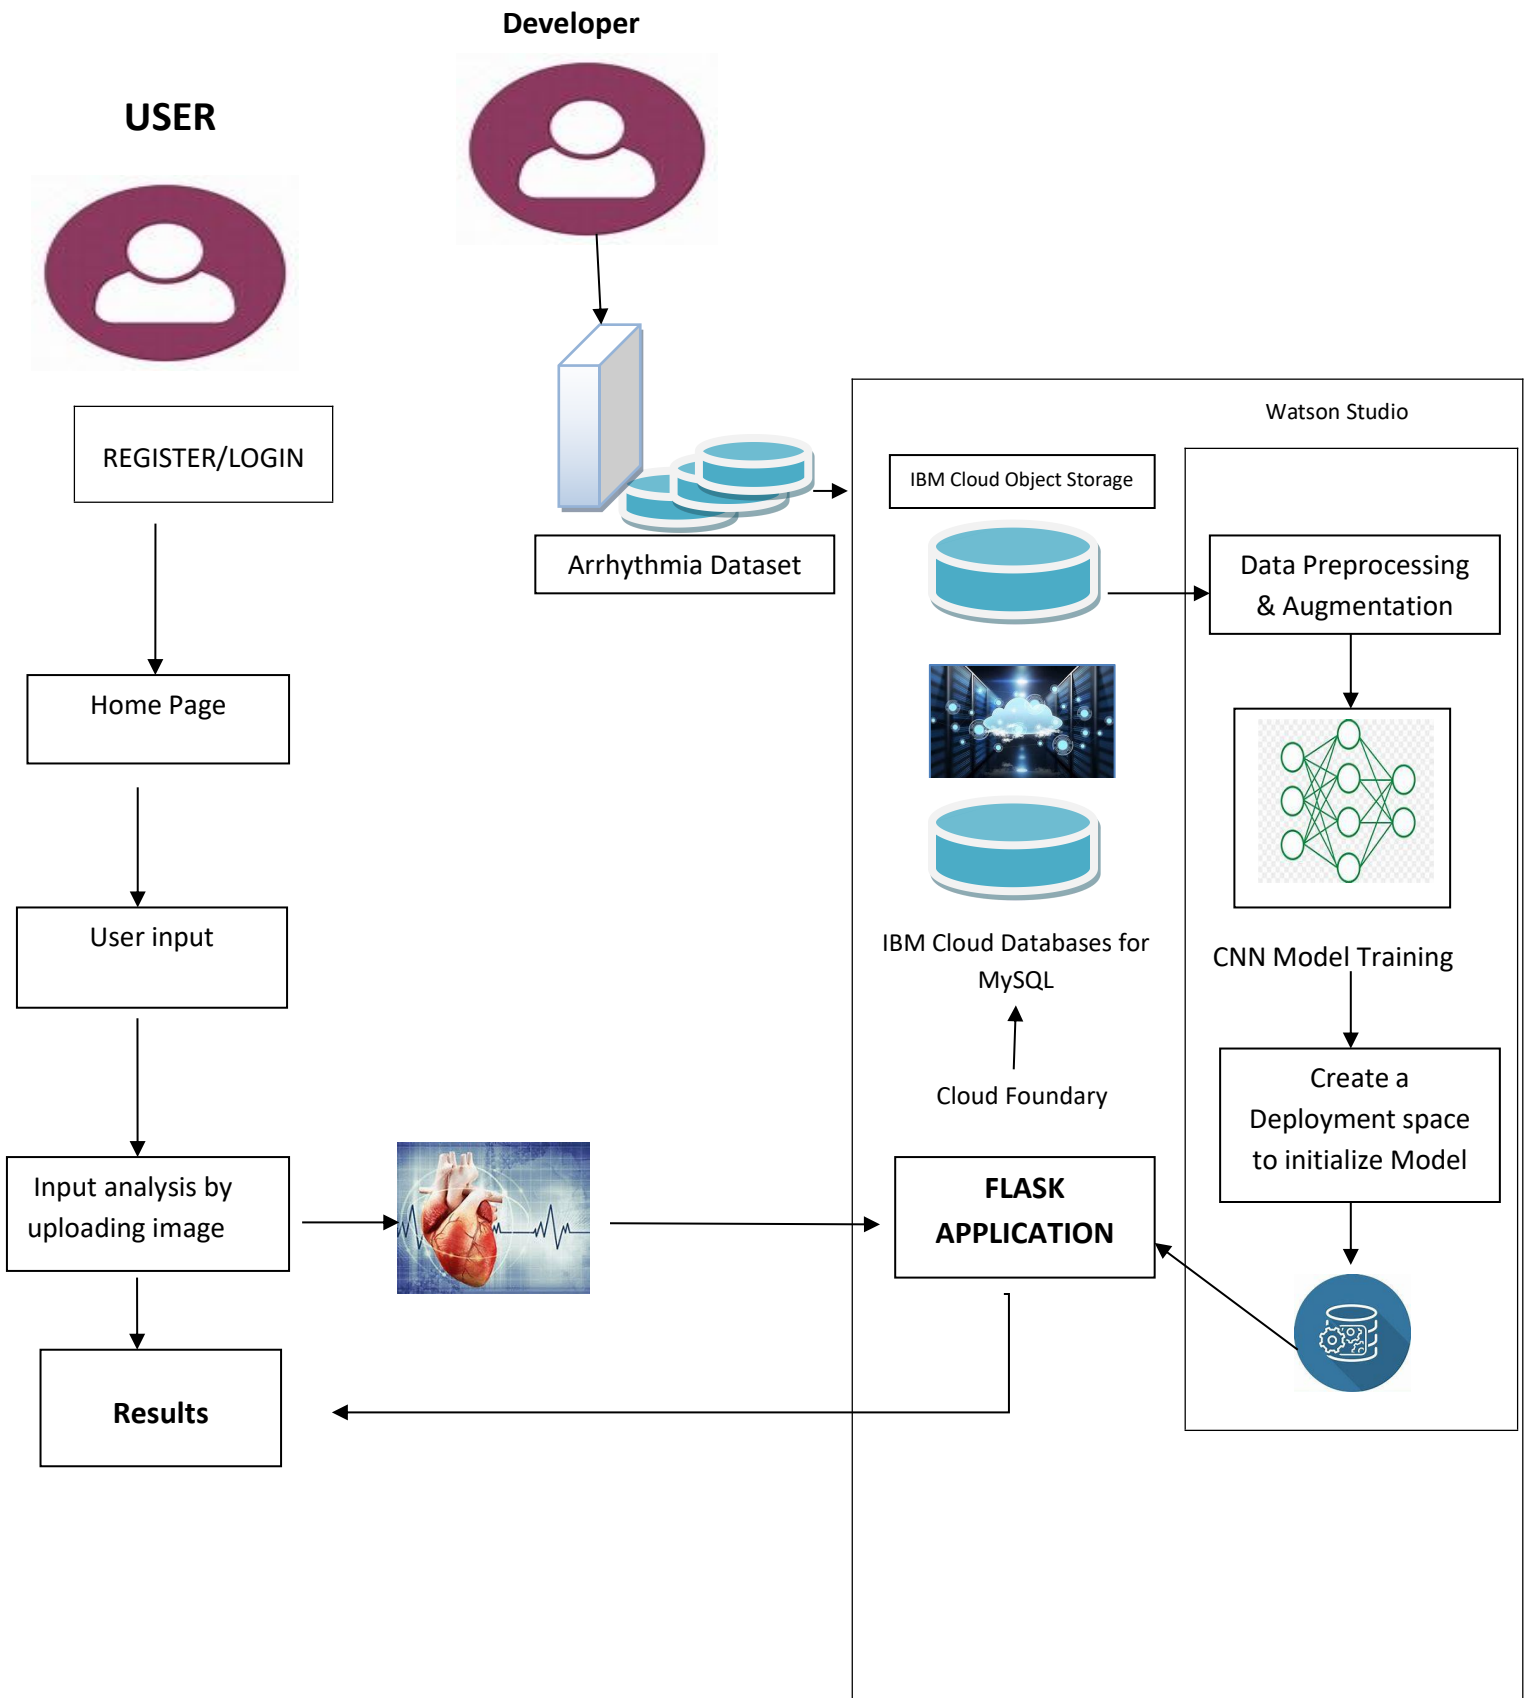 Developer
USER
REGISTER/LOGIN
Home Page
User input
Input analysis by
uploading image
Results
Arrhythmia Dataset
Watson Studio
IBM Cloud Object Storage
IBM Cloud Databases for
MySQL
Cloud Foundary
FLASK
APPLICATION
Data Preprocessing
& Augmentation
CNN Model Training
Create a
Deployment space
to initialize Model